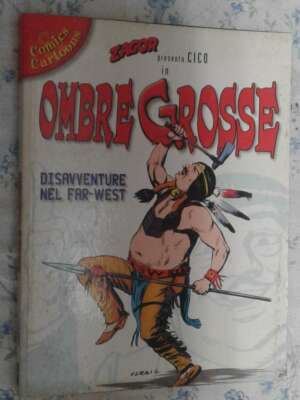 Comics
&
Cartoons
ZAGOR
presenta CICO
in
OMBRE GROSSE
DISAVVENTURE
NEL FAR-WEST